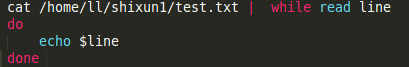 cat /home/ll/shixun1/test.txt |  while read line
do
    echo $line
done